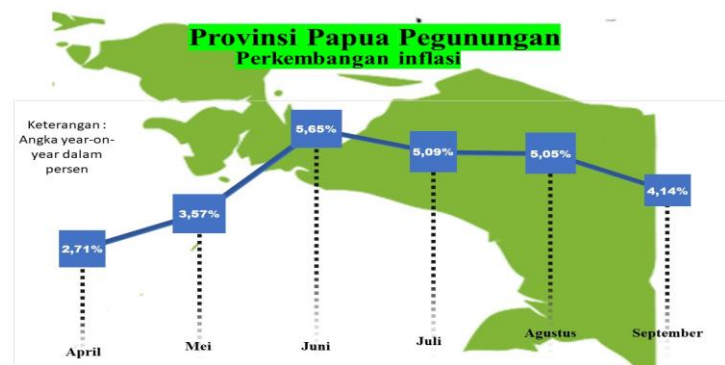 Provinsi Papua Pegunungan
Perkembangan inflasi
Keterangan :
Angka year-on-
year dalam
persen
2,71%
3,57%
5,65%
5,09%
5,05%
4,14%
April
Mei
Juni
Juli
Agustus
September